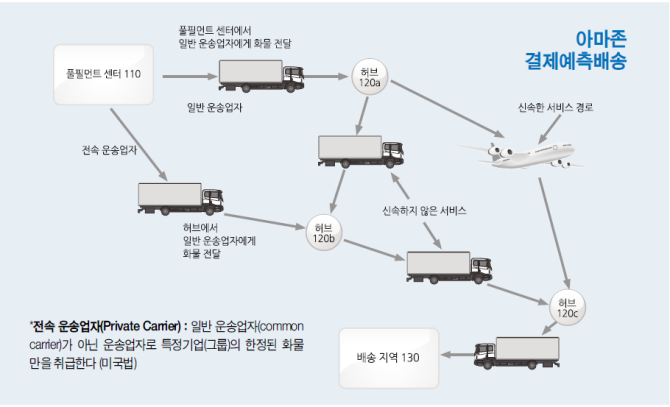 아마존
결제예측배송
풀필먼트 센터에서
일반 운송업자에게 화물 전달
풀필먼트 센터 110
허브
120a
일반 운송업자
신속한 서비스 경로
전속 운송업자
허브에서
일반 운송업자에게
화물 전달
허브
120b
신속하지 않은 서비스
허브
120c
*전속 운송업자(Private Carrier) : 일반 운송업자(common
carrier)가 아닌 운송업자로 특정기업(그룹)의 한정된 화물
만을 취급한다 (미국법)
배송 지역 130